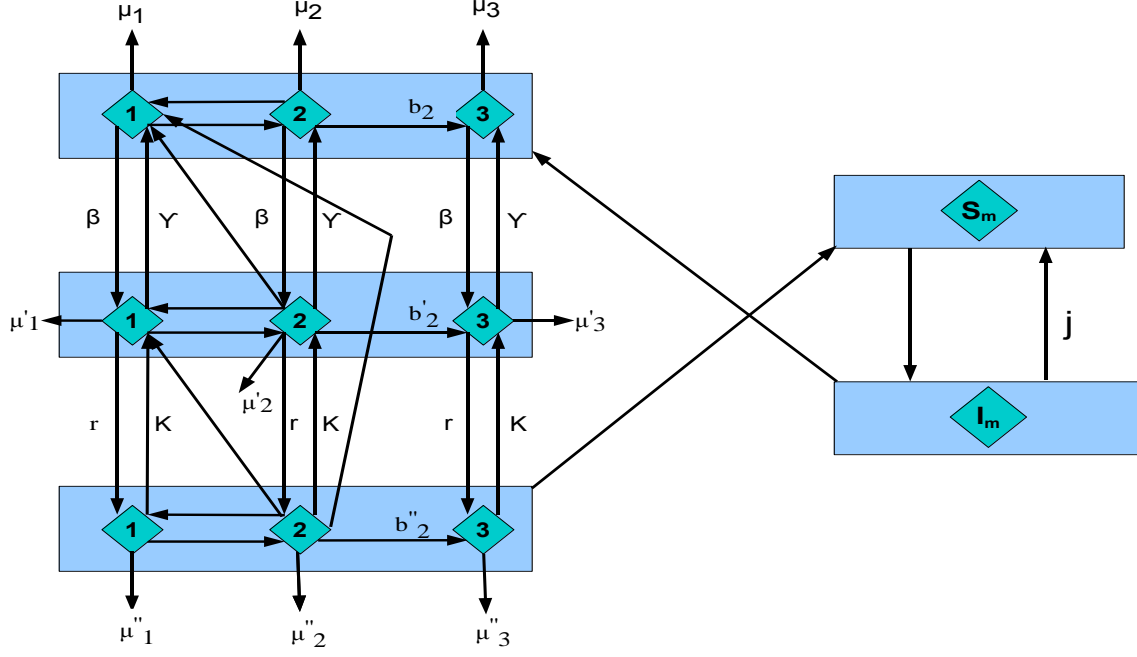 μ1 μ2 μ3
1 2 b2 3
β ϒ β ϒ β ϒ
Sm
μ'1 1 2 b'2 3 μ'3
j
μ'2
Im
r K r K r K
1 2 b''2 3
μ''1 μ''2 μ''3